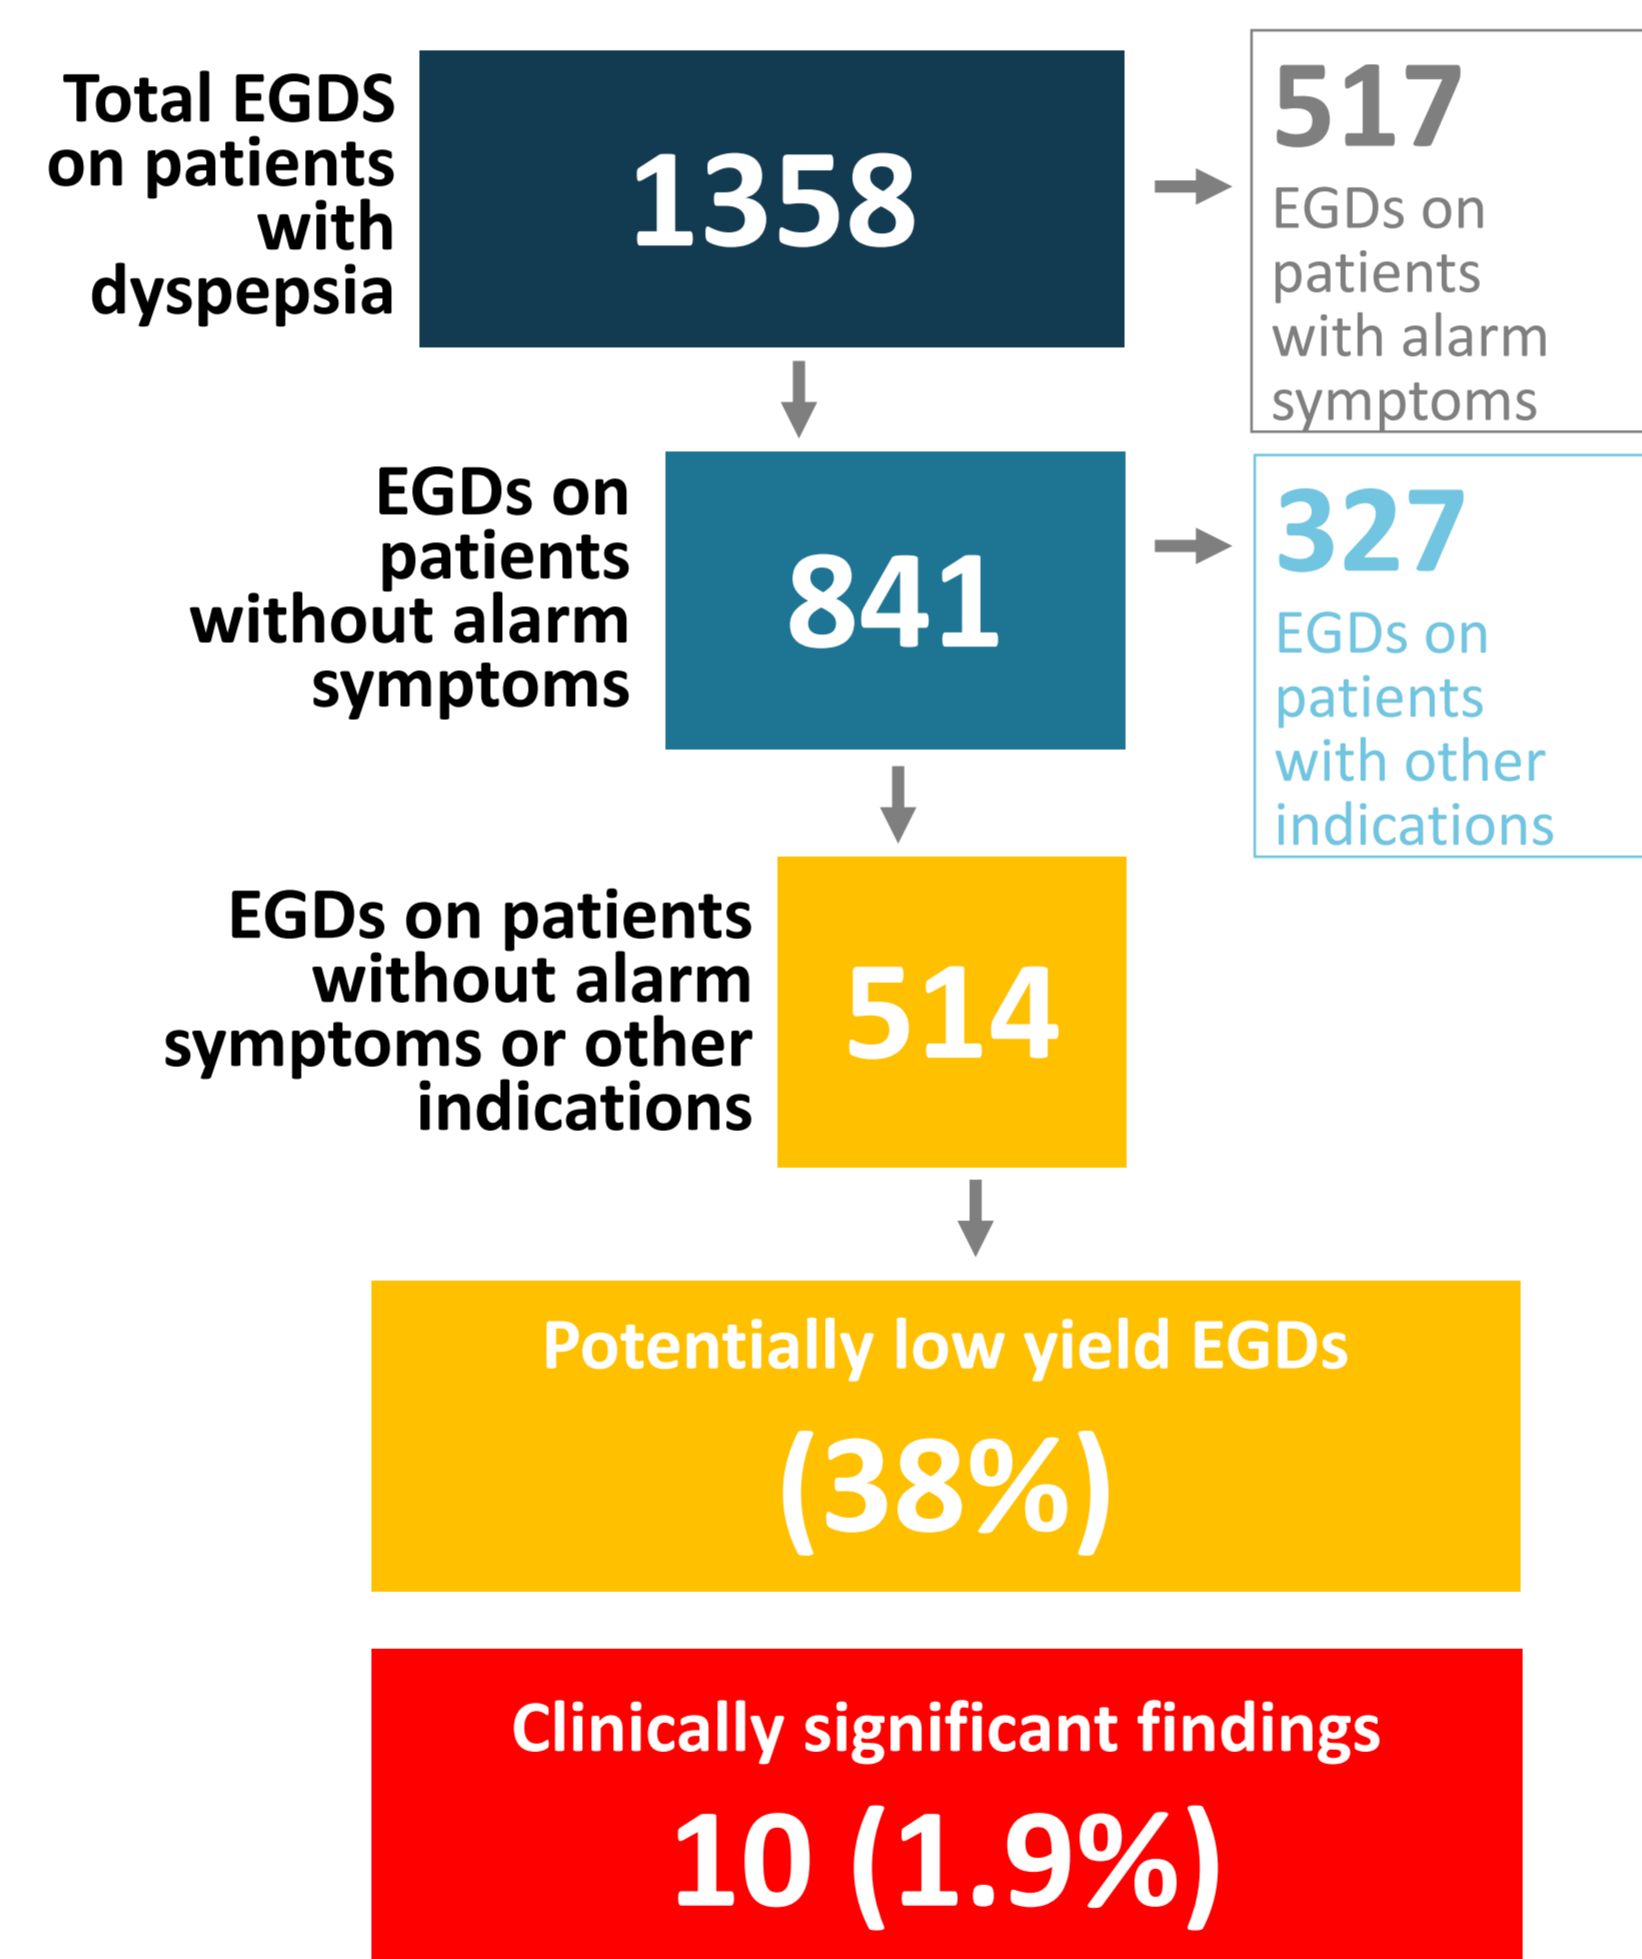 Total EGDS
on patients
with
dyspepsia
1358
517
EGDs on
patients
with alarm
symptoms
EGDs on
patients
without alarm
symptoms
841
327
EGDs on
patients
with other
indications
EGDs on patients
without alarm
symptoms or other
indications
514
Potentially low yield EGDs
(38%)
Clinically significant findings
10 (1.9%)